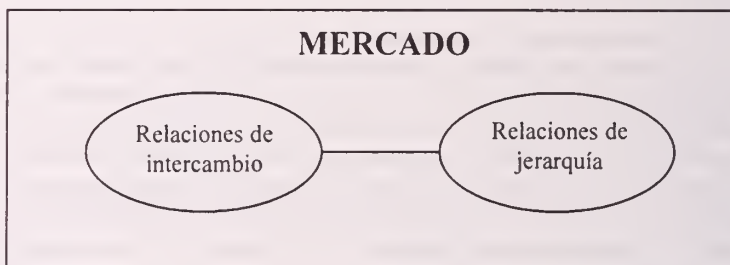 MERCADO
Relaciones de
intercambio
Relaciones de
jerarquía